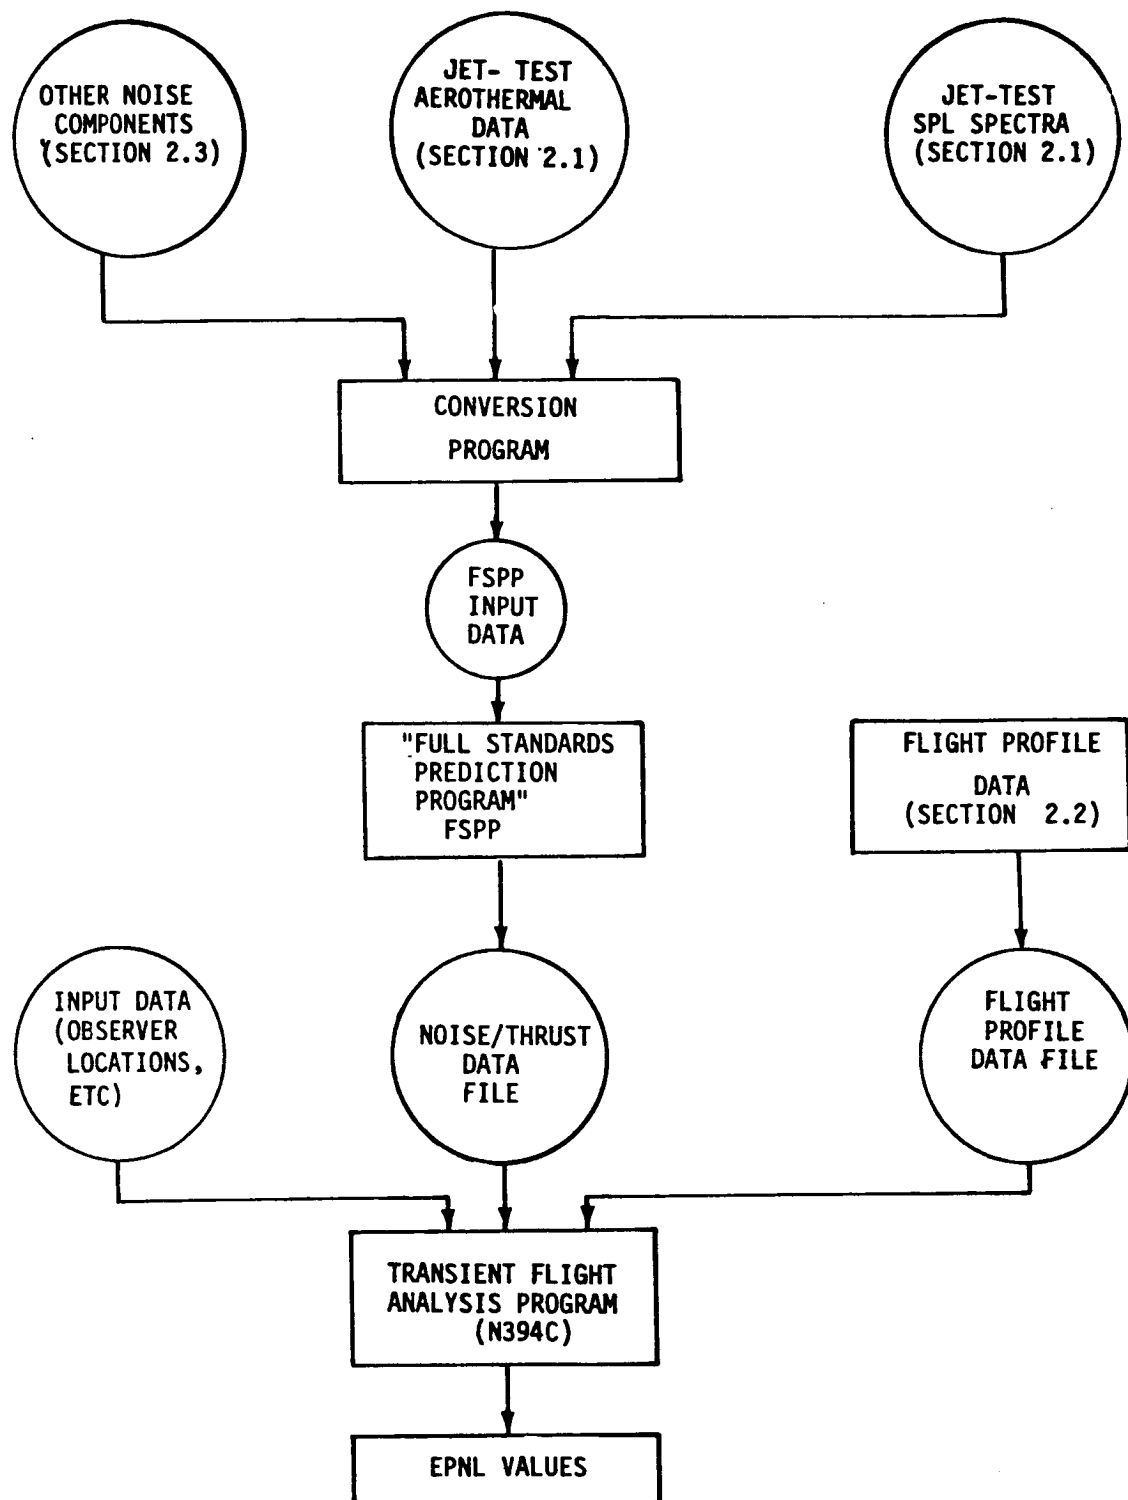 OTHER NOISE
COMPONENTS
(SECTION 2.3)
JET- TEST
AEROTHERMAL
DATA
(SECTION 2.1)
JET-TEST
SPL SPECTRA
(SECTION 2.1)
CONVERSION
PROGRAM
FSPP
INPUT
DATA
"FULL STANDARDS
PREDICTION
PROGRAM"
FSPP
FLIGHT PROFILE
DATA
(SECTION 2.2)
INPUT DATA
(OBSERVER
LOCATIONS,
ETC)
NOISE/THRUST
DATA
FILE
FLIGHT
PROFILE
DATA FILE
TRANSIENT FLIGHT
ANALYSIS PROGRAM
(N394C)
EPNL VALUES